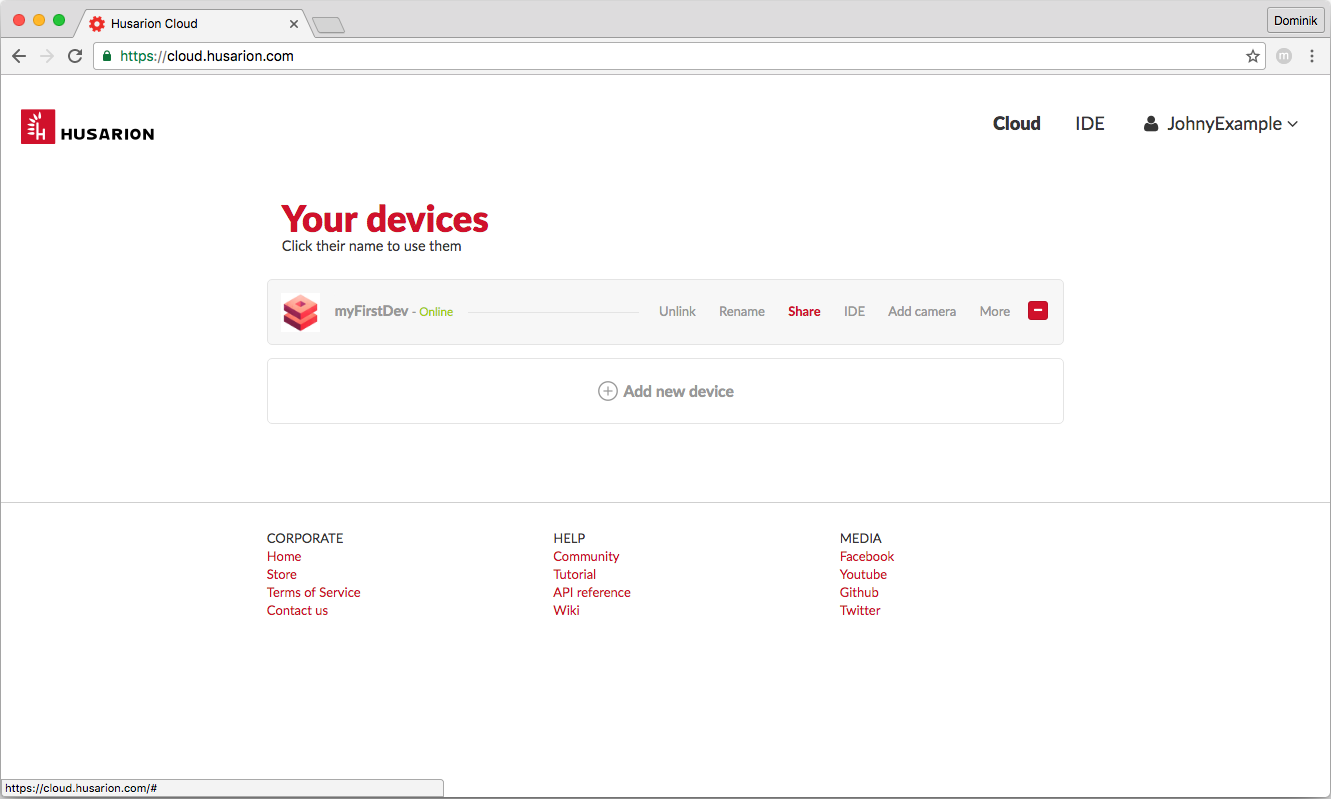 Husarion Cloud
Dominik
https://cloud.husarion.com
m
HUSARION
Cloud IDE JohnyExample
Your devices
Click their name to use them
myFirstDev - Online Unlink Rename Share IDE Add camera More
Add new device
CORPORATE
Home
Store
Terms of Service
Contact us
HELP
Community
Tutorial
API reference
Wiki
MEDIA
Facebook
Youtube
Github
Twitter
https://cloud.husarion.com/#